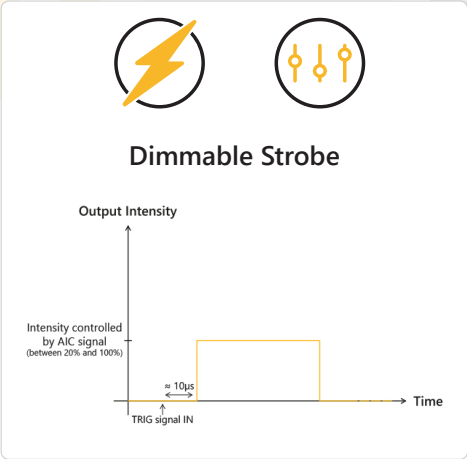 Dimmable Strobe
Output Intensity
Intensity controlled
by AIC signal
(between 20% and 100%)
≈ 10µs
Time
TRIG signal IN